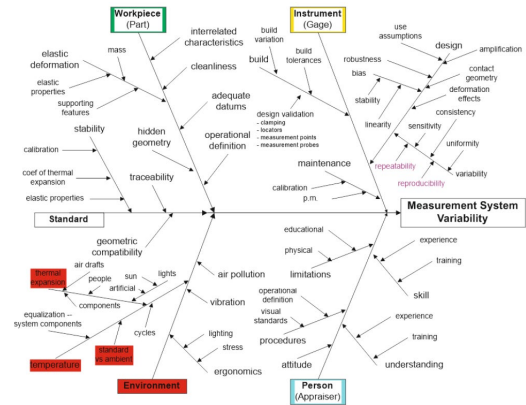 Workpiece
(Part)
Instrument
(Gage)
interrelated
characteristics
cleanliness
adequate
datums
operational
definition
mass
elastic
deformation
elastic
properties
supporting
features
hidden
geometry
build
variation
build
build
tolerances
design validation
- clamping
- locators
- measurement points
- measurement probes
use
assumptions
design
amplification
robustness
bias
contact
geometry
deformation
effects
stability
linearity
sensitivity
consistency
uniformity
variability
repeatability
reproducibility
maintenance
calibration
p.m.
stability
calibration
coef of thermal
expansion
elastic properties
traceability
geometric
compatibility
Standard
Measurement System
Variability
thermal
expansion
air drafts
people
sun
lights
artificial
components
equalization --
system components
cycles
temperature
standard
vs ambient
air pollution
vibration
lighting
stress
ergonomics
Environment
educational
physical
limitations
operational
definition
visual
standards
procedures
attitude
experience
training
skill
experience
training
understanding
Person
(Appraiser)